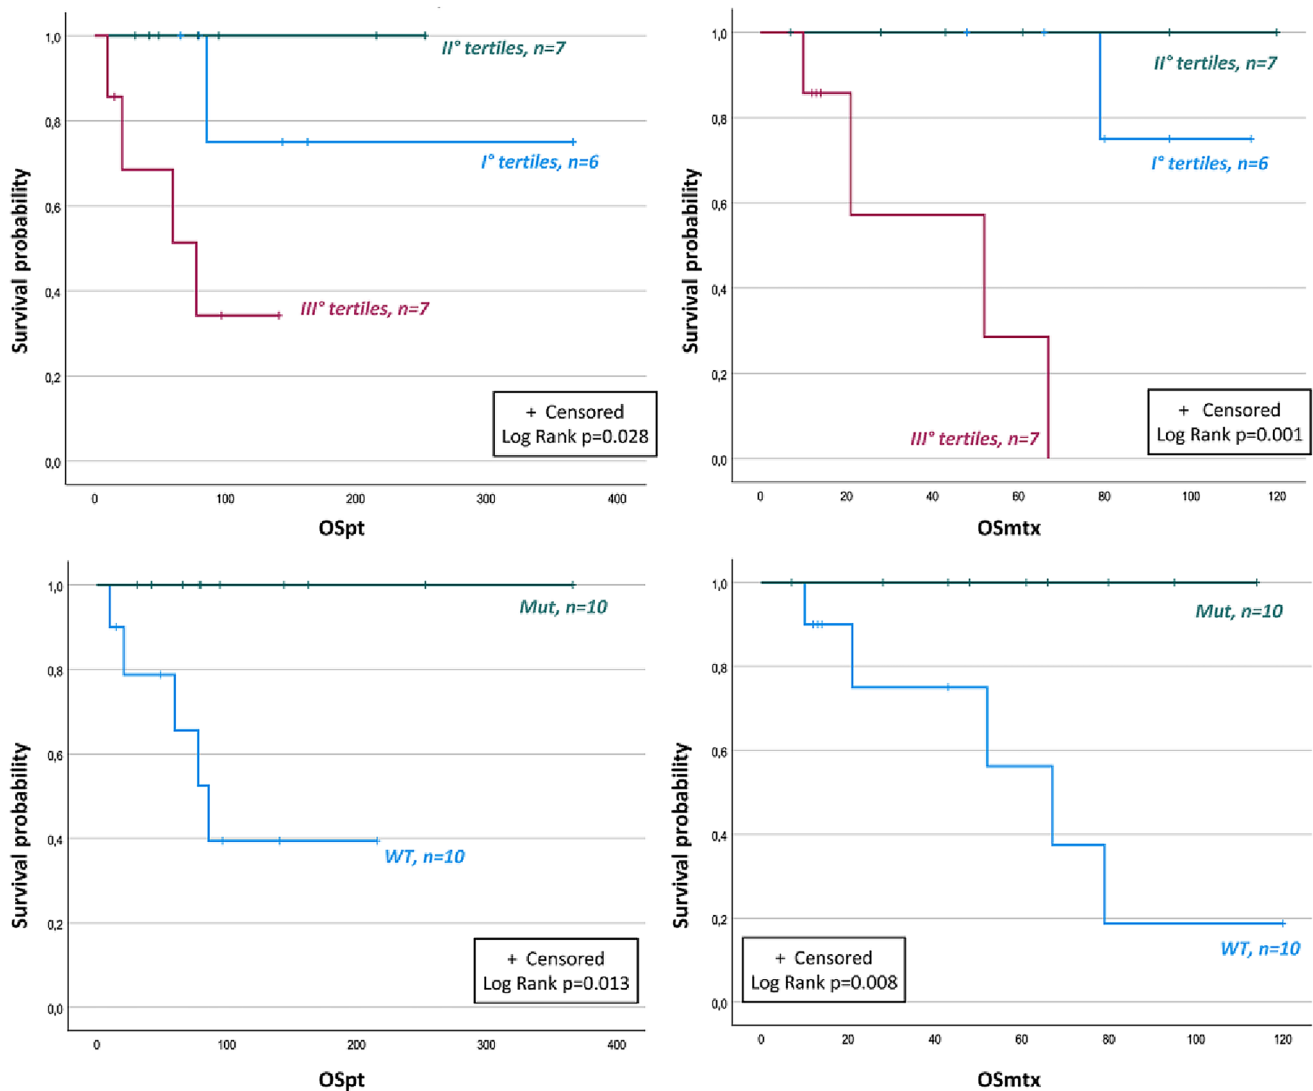 1,0
0,8
0,6
0,4
0,2
0,0
Survival probability
II° tertiles, n=7
I° tertiles, n=6
III° tertiles, n=7
+ Censored
Log Rank p=0.028
0 100 200 300 400
OSpt
1,0
0,8
0,6
0,4
0,2
0,0
Survival probability
II° tertiles, n=7
I° tertiles, n=6
III° tertiles, n=7
+ Censored
Log Rank p=0.001
0 20 40 60 80 100 120
OSmtx
1,0
0,8
0,6
0,4
0,2
0,0
Survival probability
Mut, n=10
WT, n=10
+ Censored
Log Rank p=0.013
0 100 200 300 400
OSpt
1,0
0,8
0,6
0,4
0,2
0,0
Survival probability
Mut, n=10
WT, n=10
+ Censored
Log Rank p=0.008
0 20 40 60 80 100 120
OSmtx